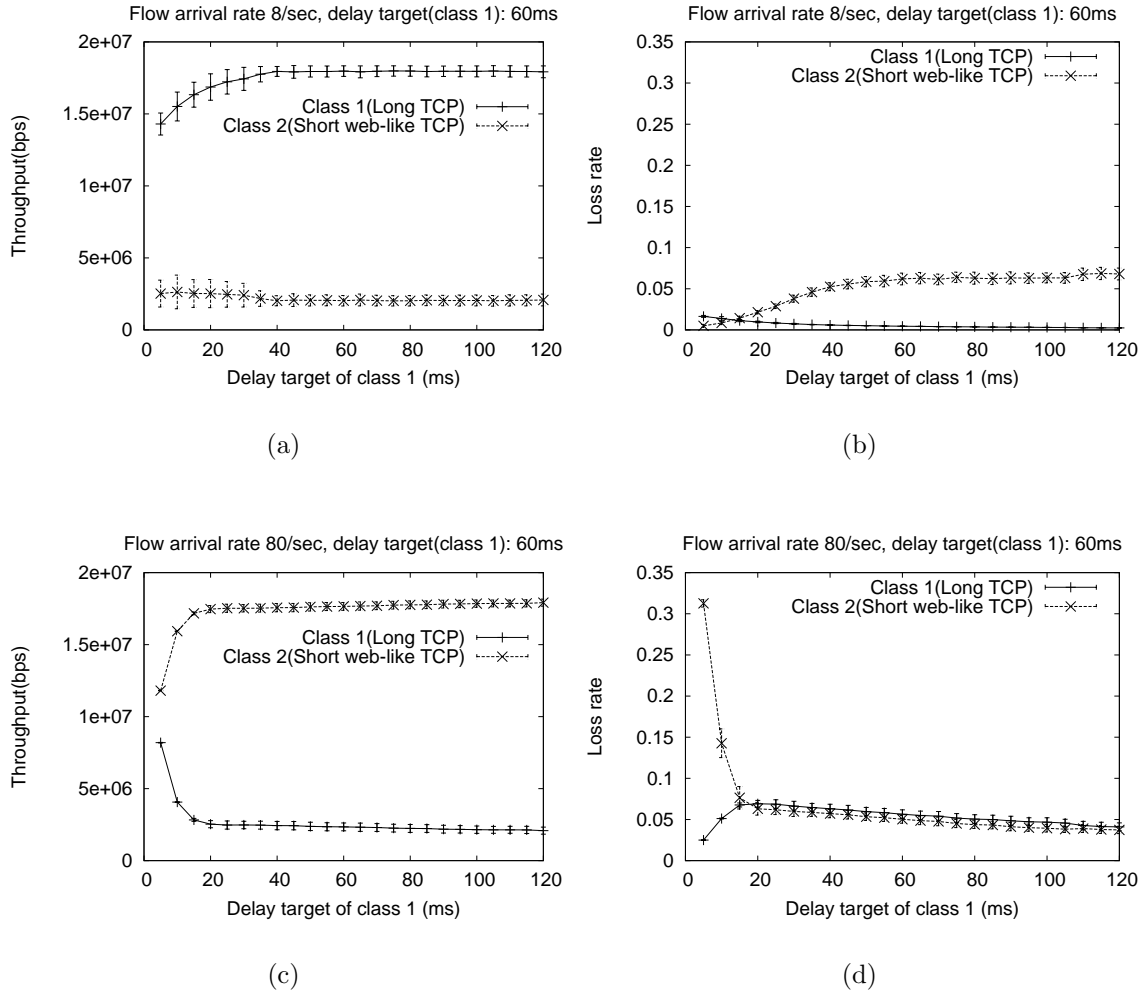 Flow arrival rate 8/sec, delay target(class 1): 60ms
2e+07
1.5e+07
1e+07
5e+06
0
Throughput(bps)
Class 1(Long TCP)
Class 2(Short web-like TCP)
0 20 40 60 80 100 120
Delay target of class 1 (ms)
(a)
Flow arrival rate 8/sec, delay target(class 1): 60ms
0.35
0.3
0.25
0.2
0.15
0.1
0.05
0
Loss rate
Class 1(Long TCP)
Class 2(Short web-like TCP)
0 20 40 60 80 100 120
Delay target of class 1 (ms)
(b)
Flow arrival rate 80/sec, delay target(class 1): 60ms
2e+07
1.5e+07
1e+07
5e+06
0
Throughput(bps)
Class 1(Long TCP)
Class 2(Short web-like TCP)
0 20 40 60 80 100 120
Delay target of class 1 (ms)
(c)
Flow arrival rate 80/sec, delay target(class 1): 60ms
0.35
0.3
0.25
0.2
0.15
0.1
0.05
0
Loss rate
Class 1(Long TCP)
Class 2(Short web-like TCP)
0 20 40 60 80 100 120
Delay target of class 1 (ms)
(d)